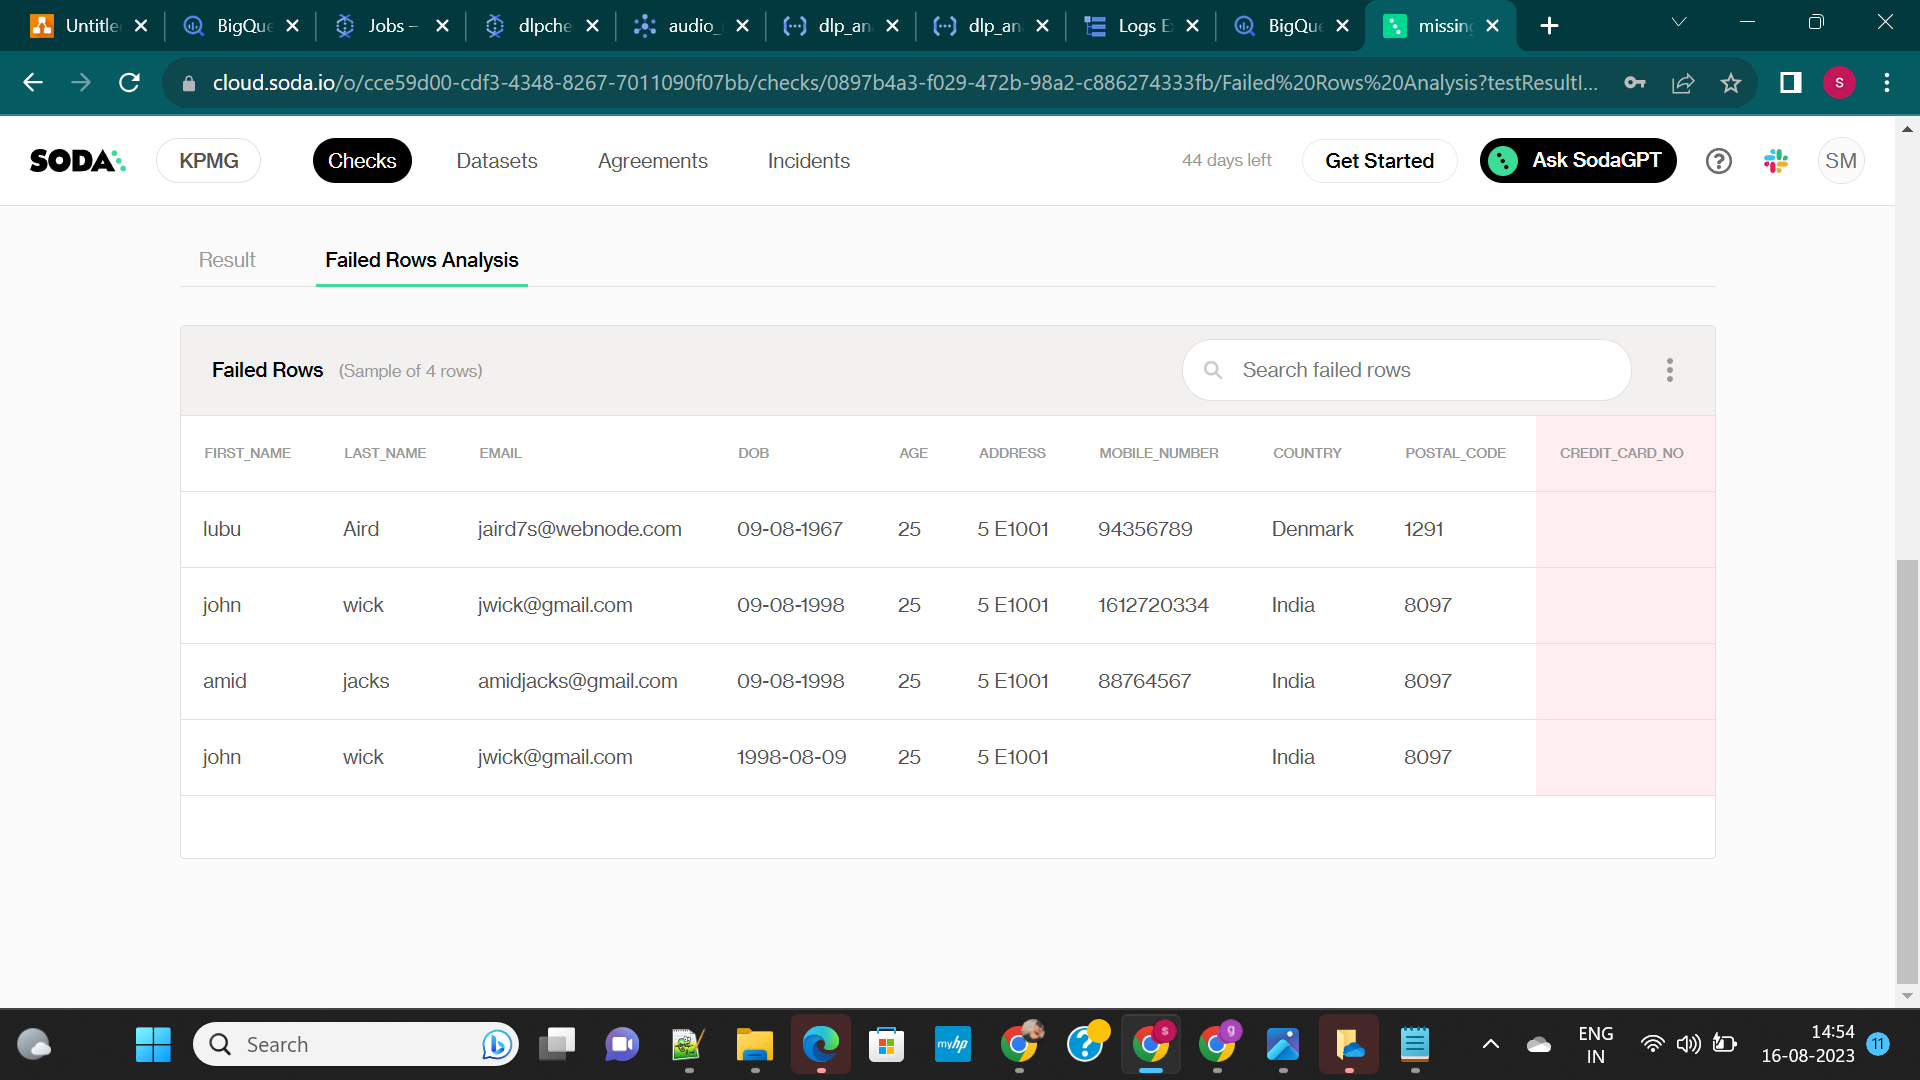 Untitle BigQue Jobs – dlpche audio_ dlp_an dlp_an Logs E BigQue missing
cloud.soda.io/o/cce59d00-cdf3-4348-8267-7011090f07bb/checks/0897b4a3-f029-472b-98a2-c886274333fb/Failed%20Rows%20Analysis?testResultI... s
SODA KPMG Checks Datasets Agreements Incidents 44 days left Get Started Ask SodaGPT SM
Result Failed Rows Analysis
Failed Rows (Sample of 4 rows) Search failed rows
FIRST_NAME LAST_NAME EMAIL DOB AGE ADDRESS MOBILE_NUMBER COUNTRY POSTAL_CODE CREDIT_CARD_NO
lubu Aird jaird7s@webnode.com 09-08-1967 25 5 E1001 94356789 Denmark 1291
john wick jwick@gmail.com 09-08-1998 25 5 E1001 1612720334 India 8097
amid jacks amidjacks@gmail.com 09-08-1998 25 5 E1001 88764567 India 8097
john wick jwick@gmail.com 1998-08-09 25 5 E1001 India 8097
Search myhp s g ENG 14:54
IN 16-08-2023 11